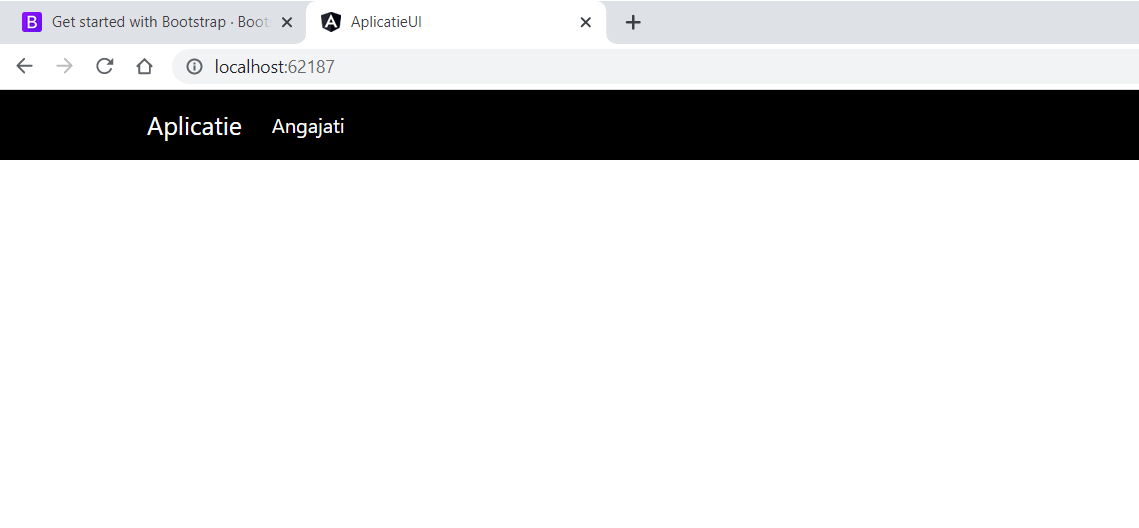 Get started with Bootstrap · Boot
AplicatieUI
localhost:62187
Aplicatie Angajati